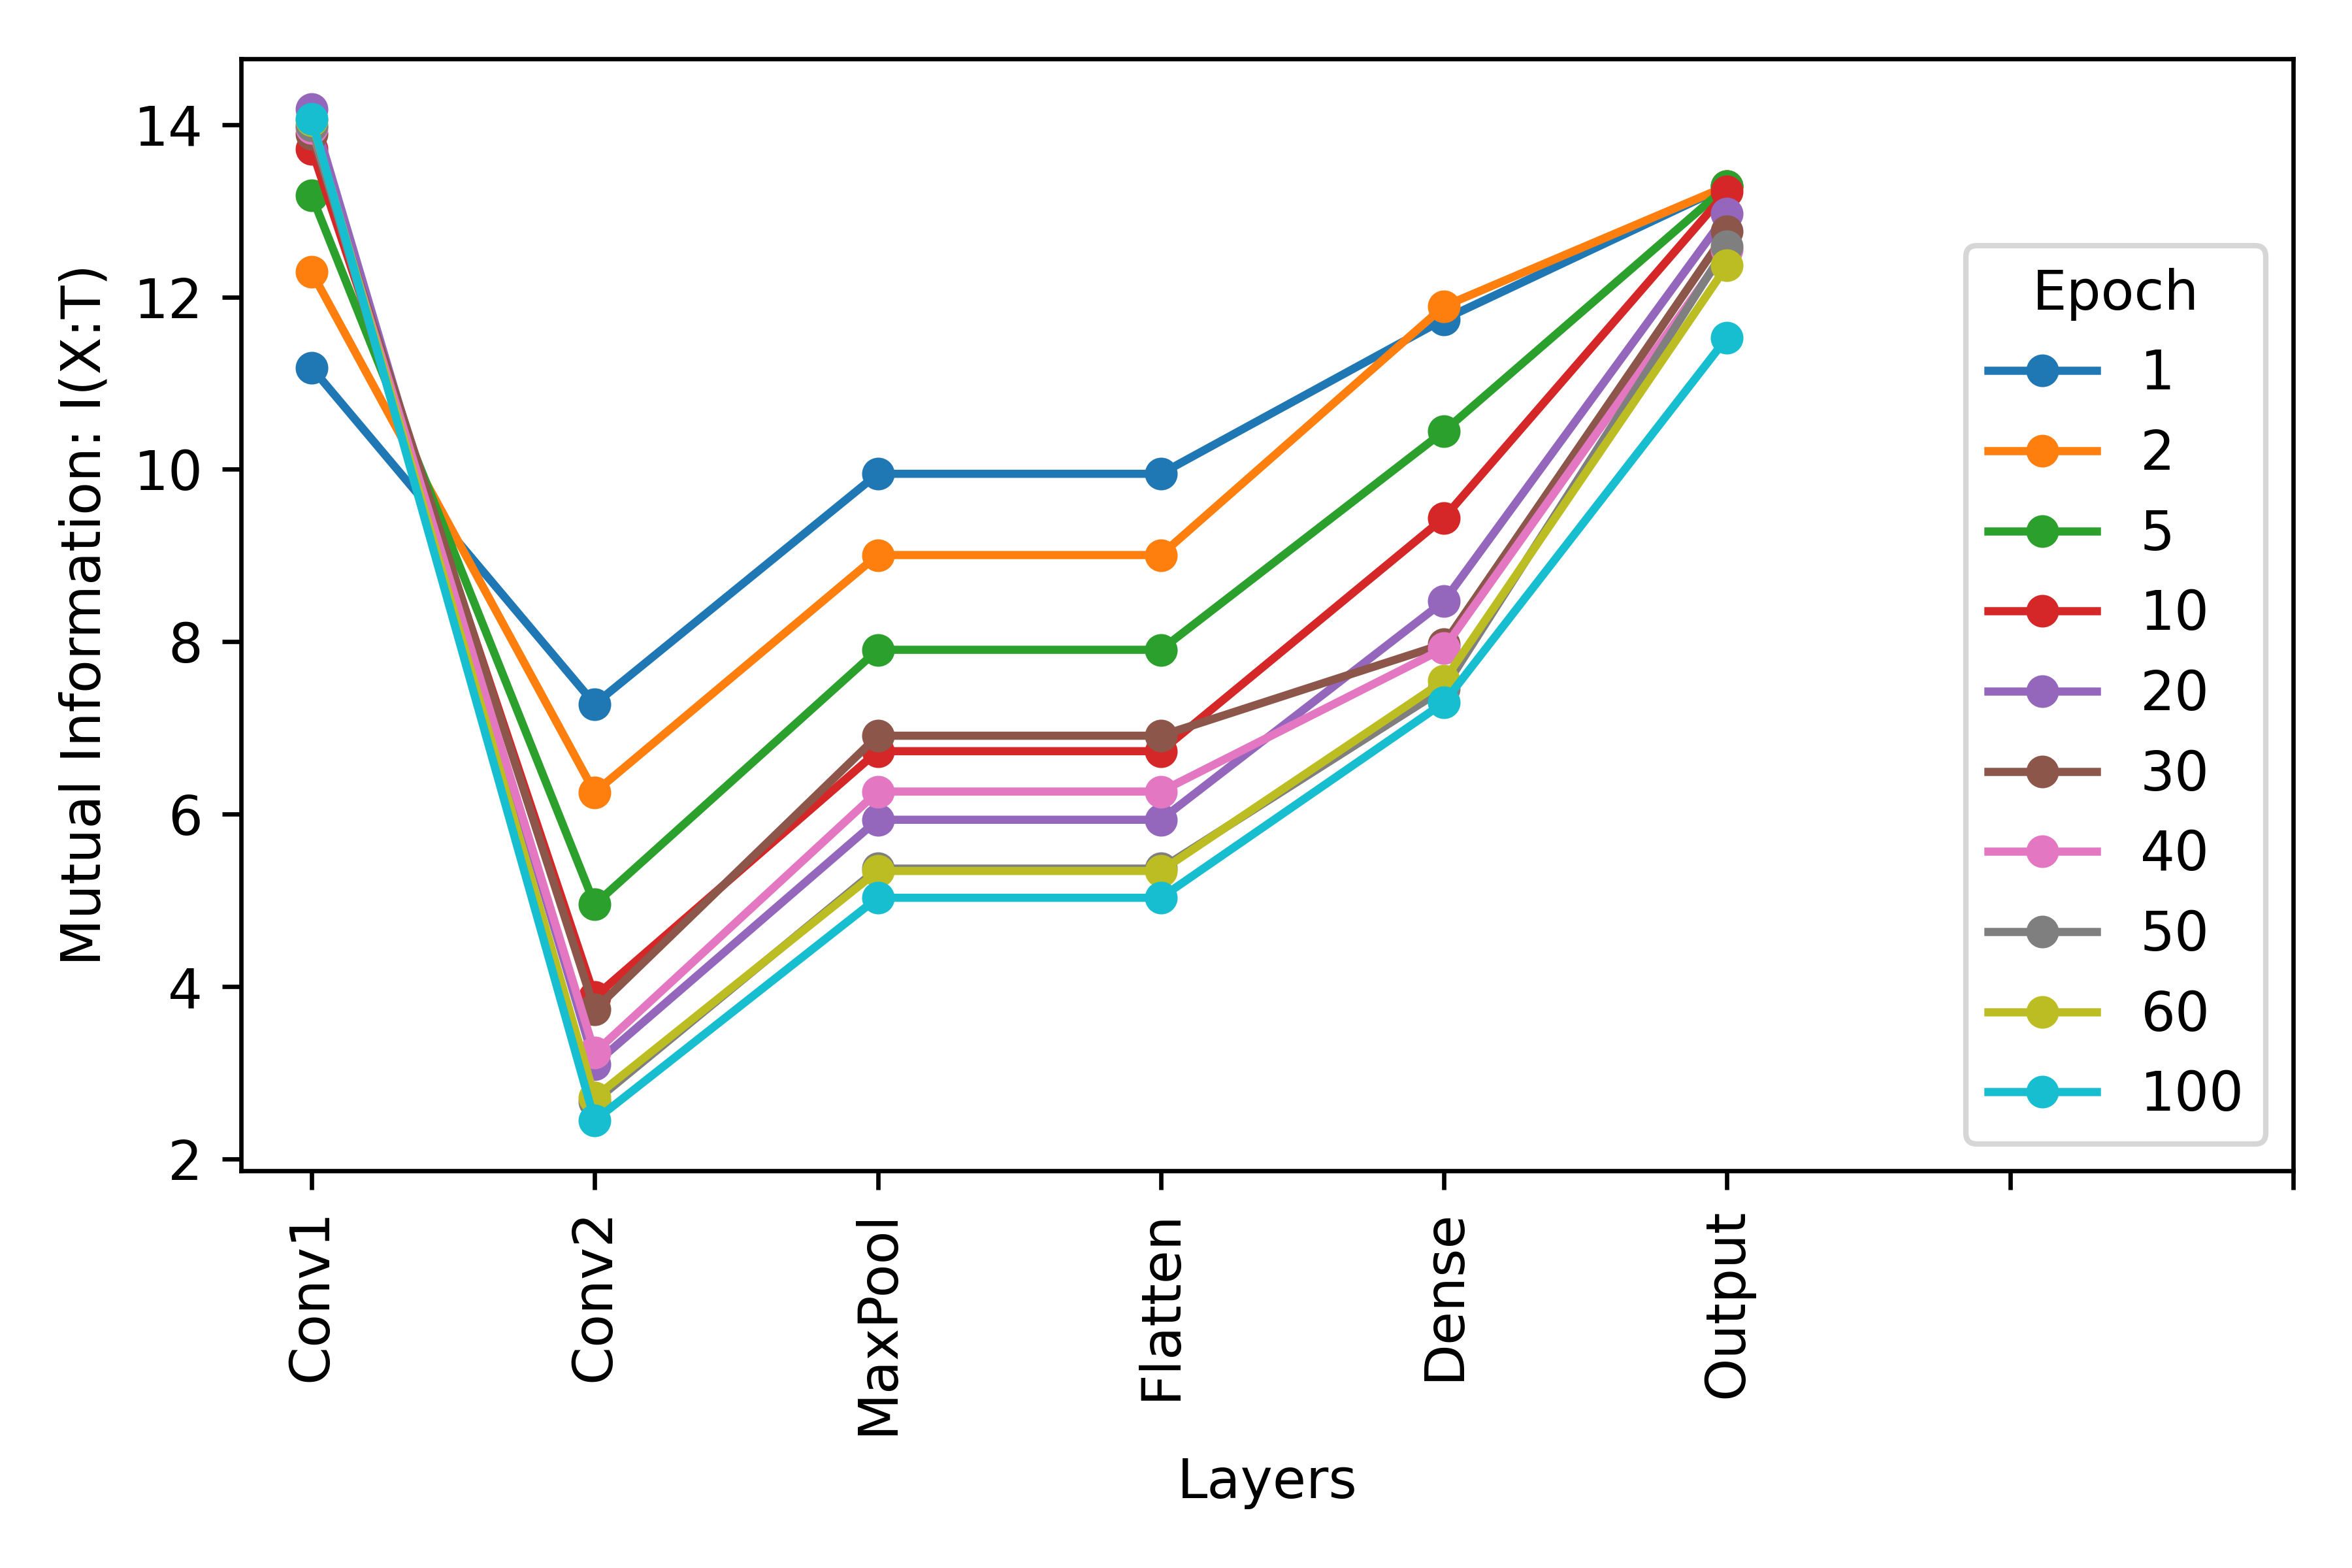 Mutual Information: I(X:T)
14
12
10
8
6
4
2
Epoch
1
2
5
10
20
30
40
50
60
100
Conv1
Conv2
MaxPool
Flatten
Dense
Output
Layers